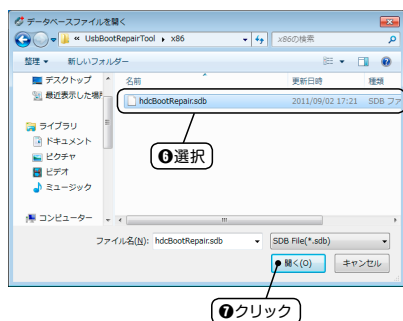 データベースファイルを開く
« UsbBootRepairTool ▸ x86
x86の検索
整理 ▾ 新しいフォルダー
デスクトップ
最近表示した場所
ライブラリ
ドキュメント
ピクチャ
ビデオ
ミュージック
コンピューター
名前 更新日時 種類
hdcBootRepair.sdb 2011/09/02 17:21 SDB ファ
❻選択
ファイル名(N): hdcBootRepair.sdb SDB File(*.sdb)
開く(O) キャンセル
❼クリック